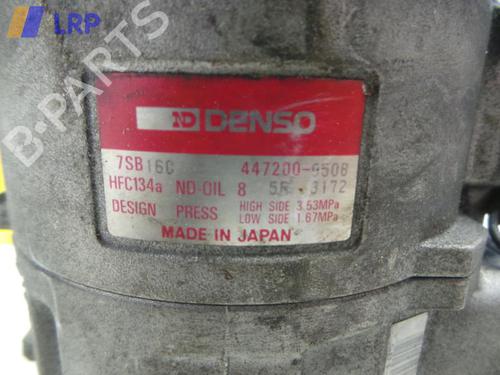 LRP
B-PARTS
ND DENSO
7SB16C 447200-9508
HFC134a ND-OIL 8 5R 3172
DESIGN PRESS HIGH SIDE 3.53MPa
LOW SIDE 1.67MPa
MADE IN JAPAN